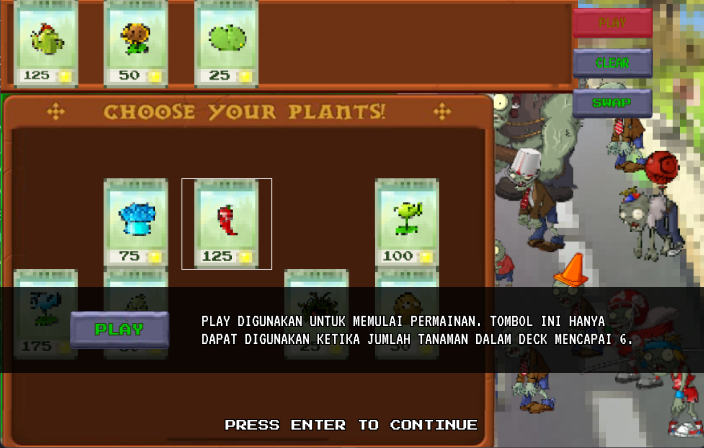 125
50
25
PLAY
CLEAR
SWAP
CHOOSE YOUR PLANTS!
75
125
100
175
PLAY
PLAY DIGUNAKAN UNTUK MEMULAI PERMAINAN. TOMBOL INI HANYA
DAPAT DIGUNAKAN KETIKA JUMLAH TANAMAN DALAM DECK MENCAPAI 6.
PRESS ENTER TO CONTINUE